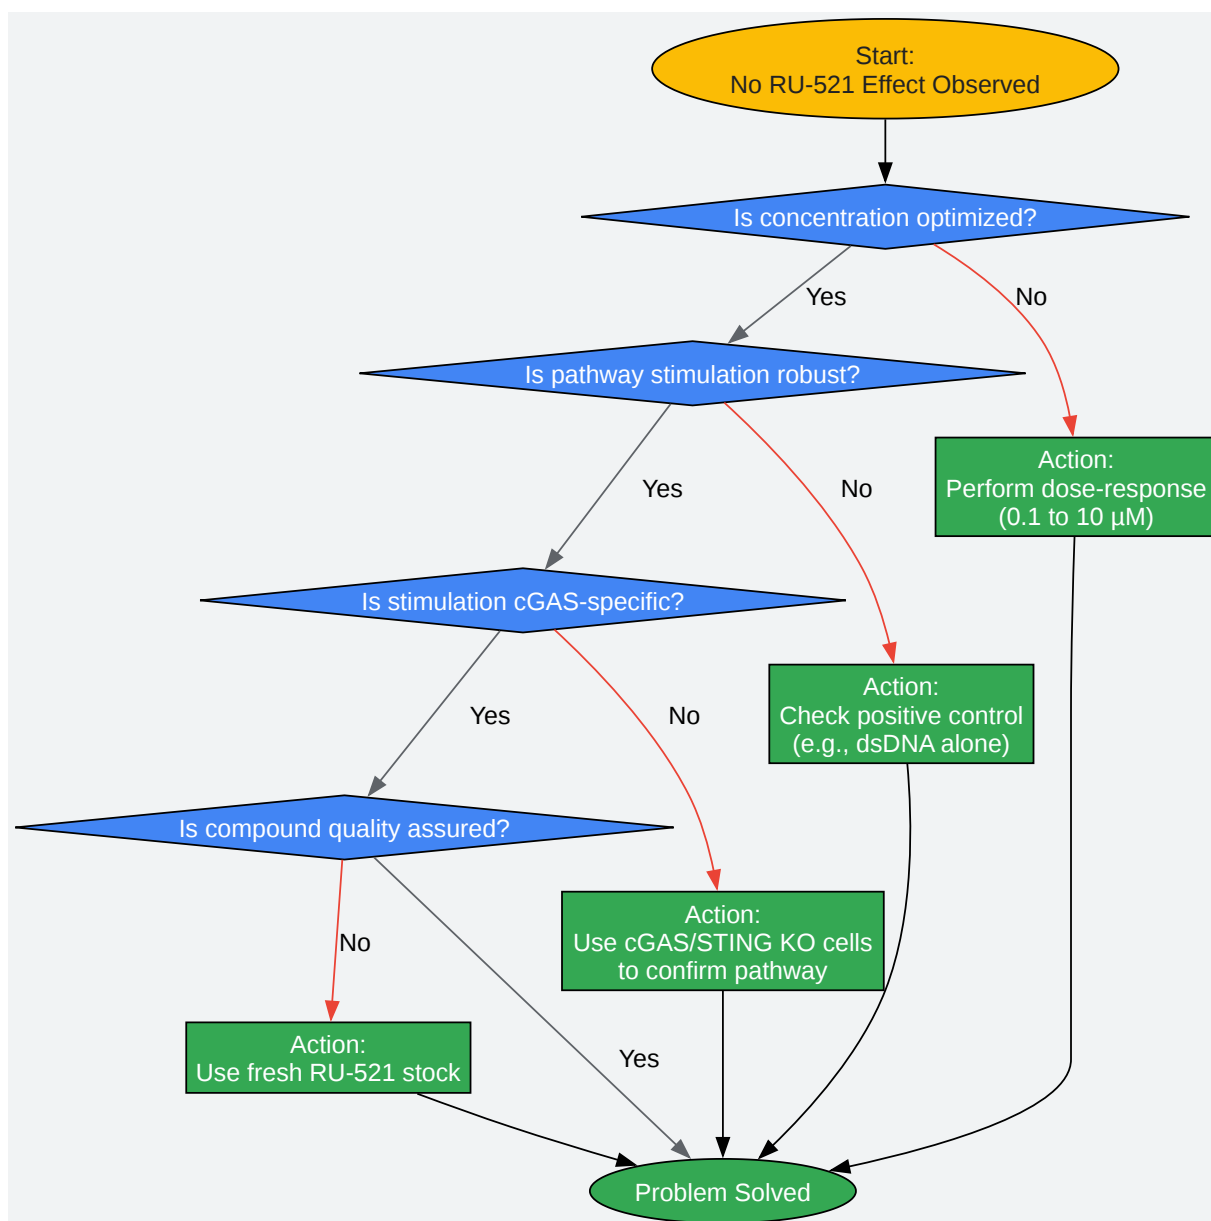 Start:
No RU-521 Effect Observed
Is concentration optimized?
Yes
No
Is pathway stimulation robust?
Action:
Perform dose-response
(0.1 to 10 µM)
Yes
No
Is stimulation cGAS-specific?
Action:
Check positive control
(e.g., dsDNA alone)
Yes
No
Is compound quality assured?
Action:
Use cGAS/STING KO cells
to confirm pathway
No
Action:
Use fresh RU-521 stock
Yes
Problem Solved